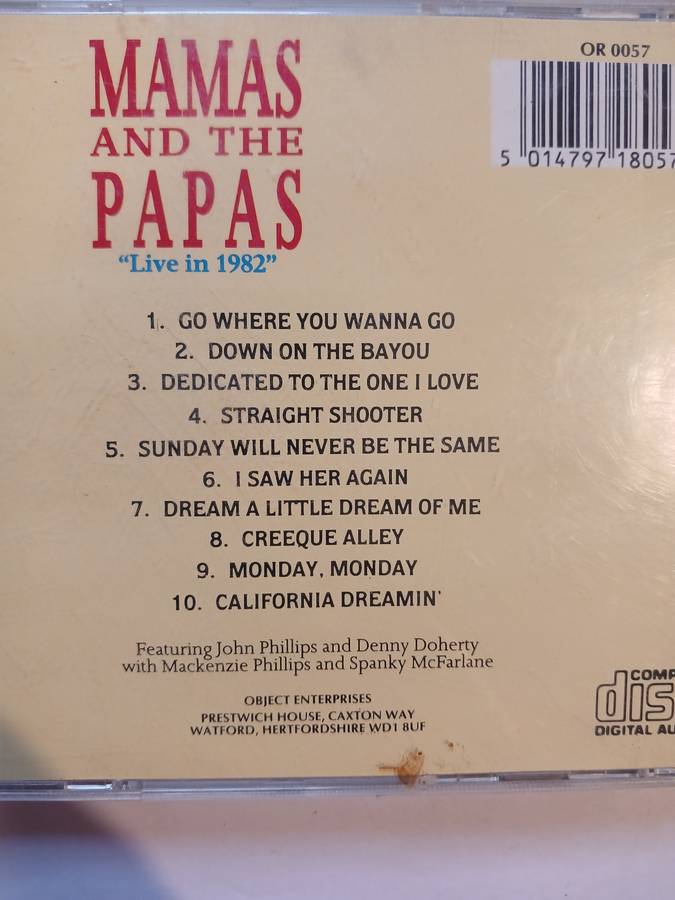 MAMAS
AND THE
PAPAS
"Live in 1982"
OR 0057
5 014797 18057
1. GO WHERE YOU WANNA GO
2. DOWN ON THE BAYOU
3. DEDICATED TO THE ONE I LOVE
4. STRAIGHT SHOOTER
5. SUNDAY WILL NEVER BE THE SAME
6. I SAW HER AGAIN
7. DREAM A LITTLE DREAM OF ME
8. CREEQUE ALLEY
9. MONDAY, MONDAY
10. CALIFORNIA DREAMIN'
Featuring John Phillips and Denny Doherty
with Mackenzie Phillips and Spanky McFarlane
OBJECT ENTERPRISES
PRESTWICH HOUSE, CAXTON WAY
WATFORD, HERTFORDSHIRE WD1 8UF
COMP
dis
DIGITAL AU